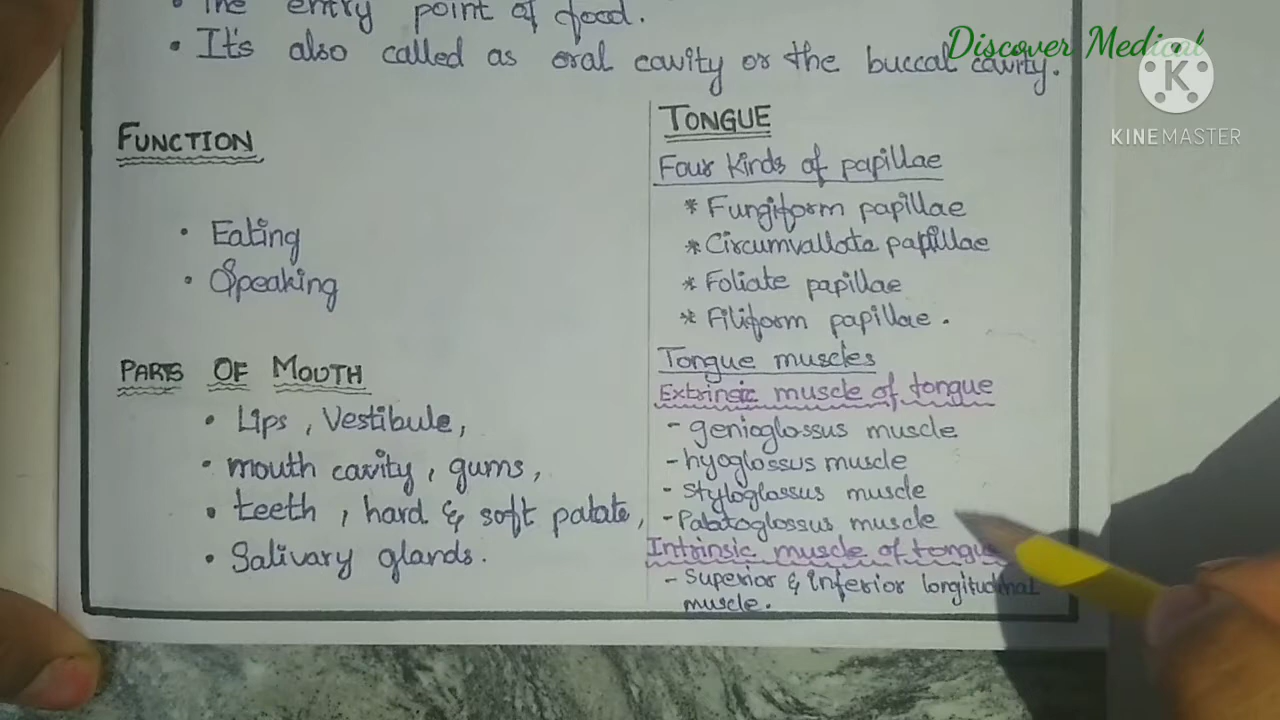 The entry point of food.
• It's also called as oral cavity or the buccal cavity.
Discover Medical
K
KINEMASTER
FUNCTION
• Eating
• Speaking
PARTS OF MOUTH
• Lips, Vestibule,
• mouth cavity, gums,
• teeth, hard & soft palate,
• Salivary glands.
TONGUE
Four kinds of papillae
* Fungiform papillae
* Circumvallate papillae
* Foliate papillae
* Filiform papillae.
Tongue muscles
Extrinsic muscle of tongue
- genioglossus muscle
- hyoglossus muscle
- Styloglossus muscle
- Palatoglossus muscle
Intrinsic muscle of tongue
- Superior & inferior longitudinal
muscle.